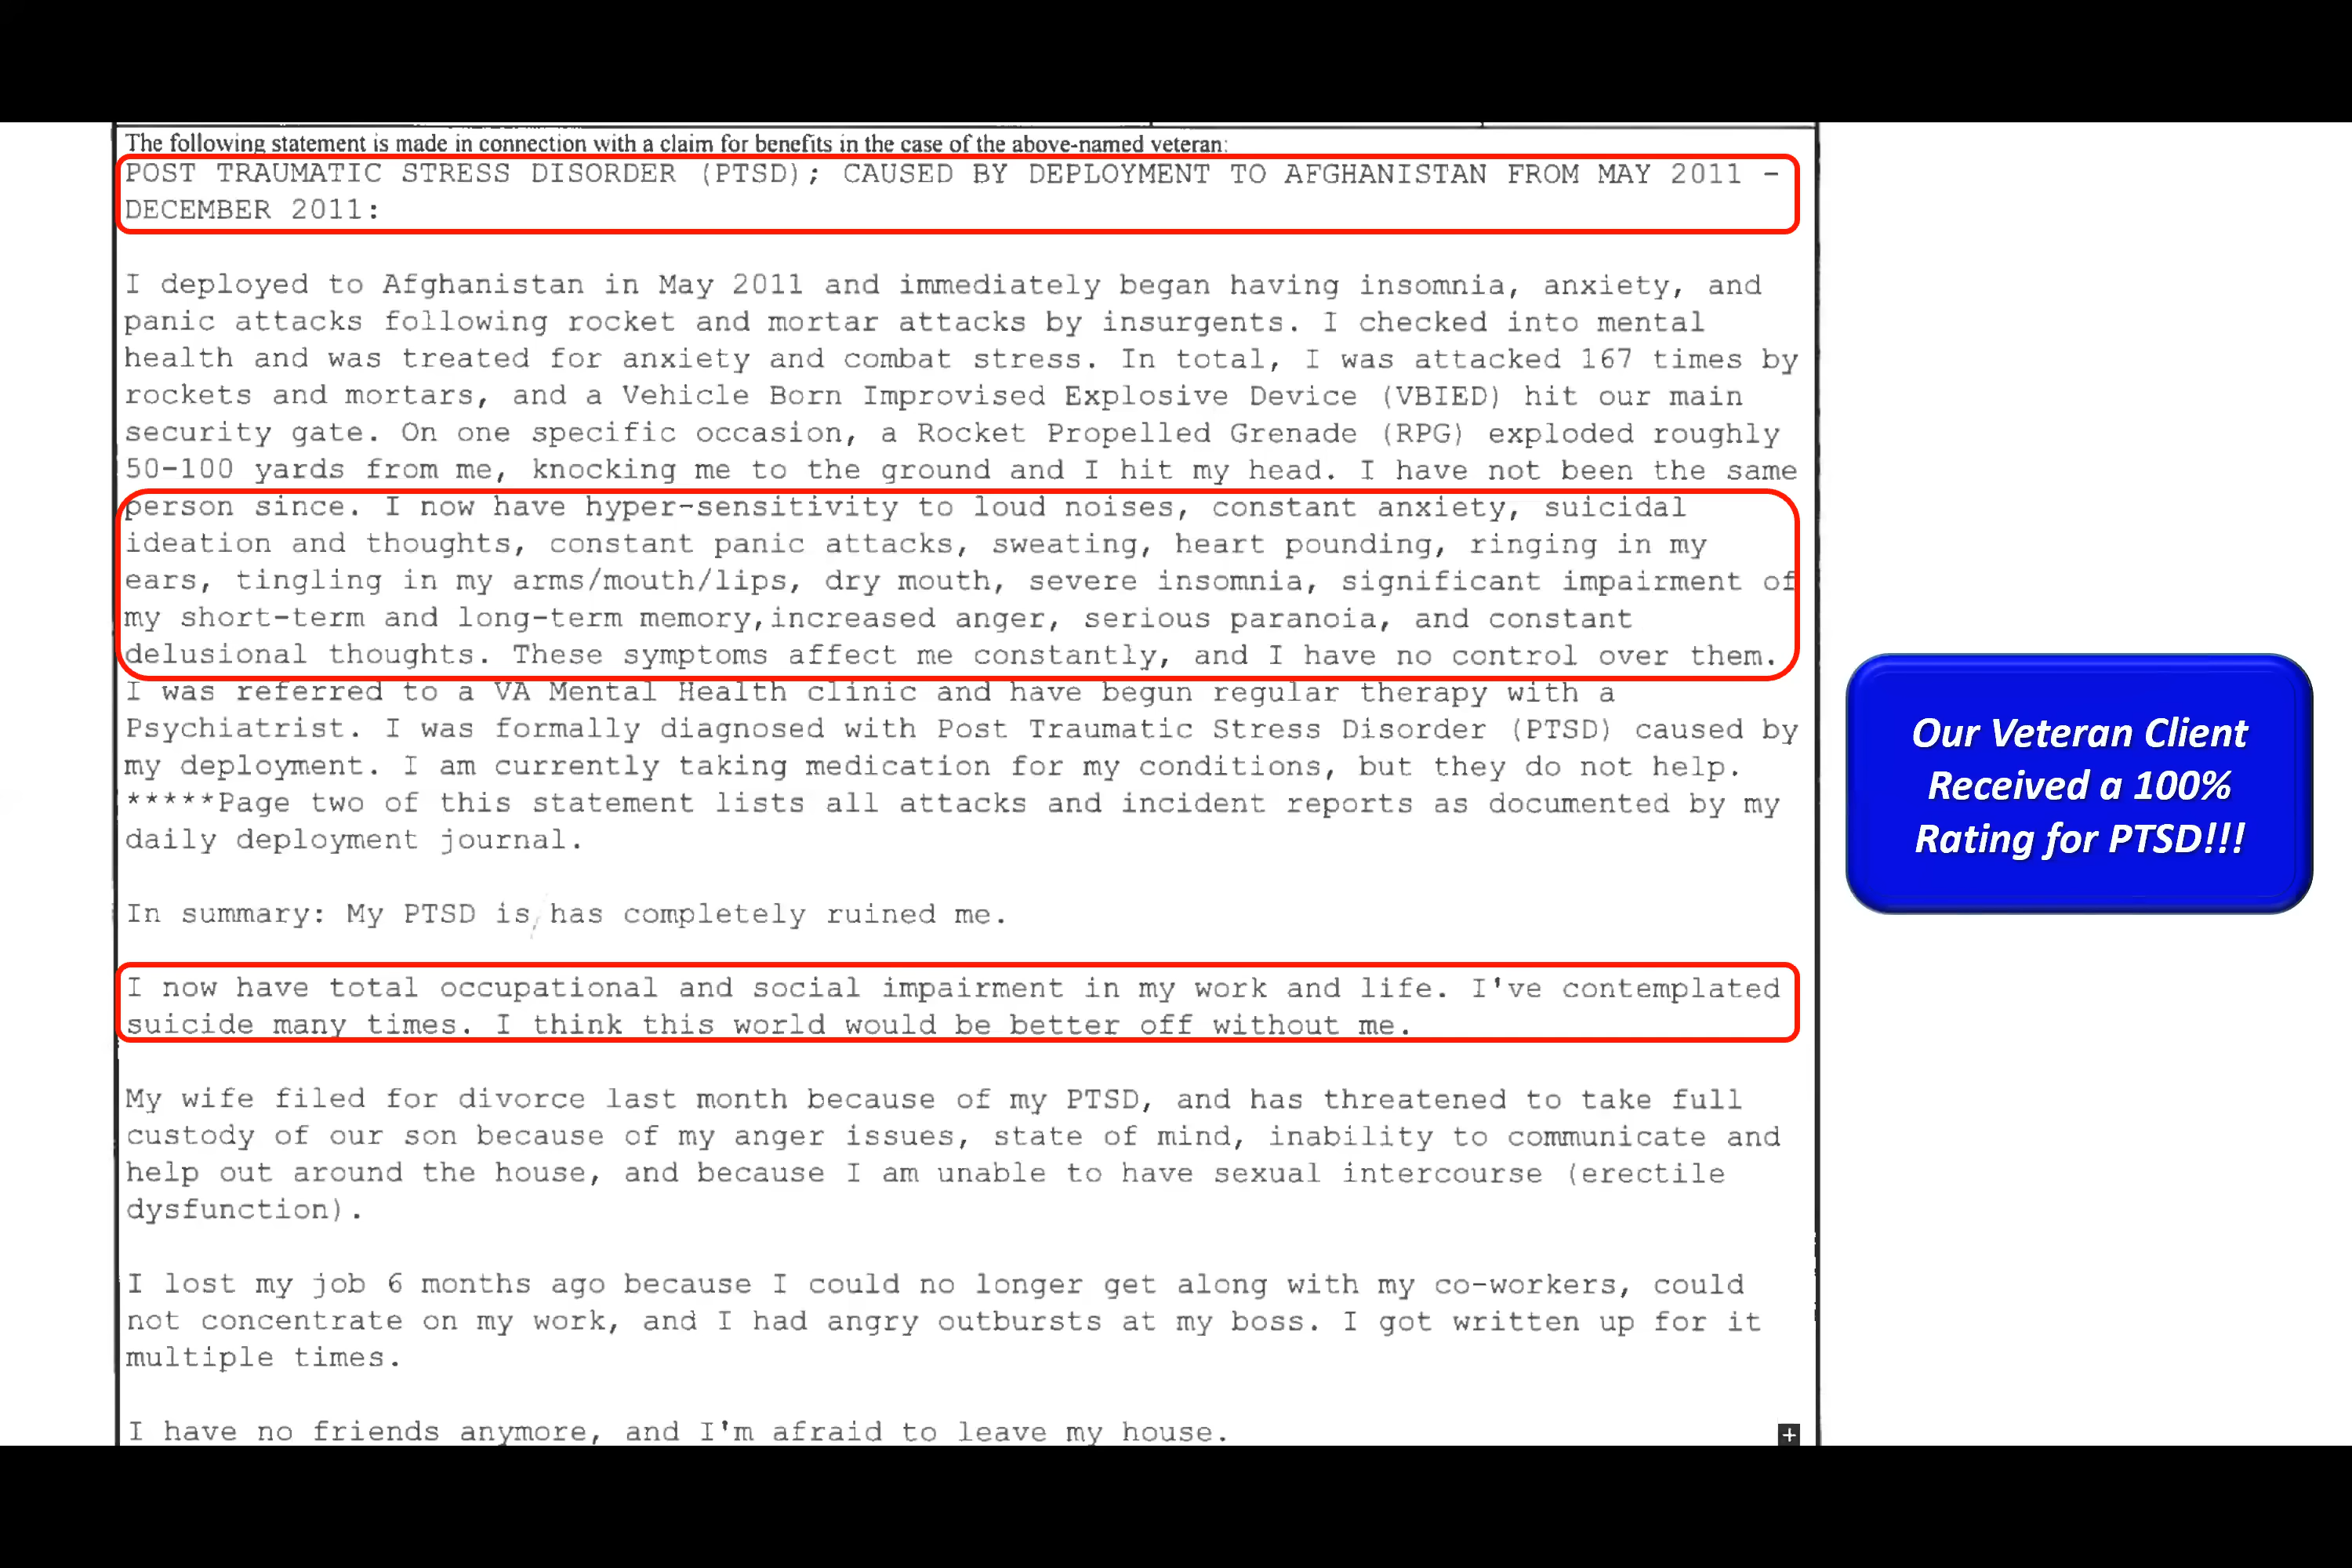 The following statement is made in connection with a claim for benefits in the case of the above-named veteran:
POST TRAUMATIC STRESS DISORDER (PTSD); CAUSED BY DEPLOYMENT TO AFGHANISTAN FROM MAY 2011 -
DECEMBER 2011:
I deployed to Afghanistan in May 2011 and immediately began having insomnia, anxiety, and
panic attacks following rocket and mortar attacks by insurgents. I checked into mental
health and was treated for anxiety and combat stress. In total, I was attacked 167 times by
rockets and mortars, and a Vehicle Born Improvised Explosive Device (VBIED) hit our main
security gate. On one specific occasion, a Rocket Propelled Grenade (RPG) exploded roughly
50-100 yards from me, knocking me to the ground and I hit my head. I have not been the same
person since. I now have hyper-sensitivity to loud noises, constant anxiety, suicidal
ideation and thoughts, constant panic attacks, sweating, heart pounding, ringing in my
ears, tingling in my arms/mouth/lips, dry mouth, severe insomnia, significant impairment of
my short-term and long-term memory,increased anger, serious paranoia, and constant
delusional thoughts. These symptoms affect me constantly, and I have no control over them.
I was referred to a VA Mental Health clinic and have begun regular therapy with a
Psychiatrist. I was formally diagnosed with Post Traumatic Stress Disorder (PTSD) caused by
my deployment. I am currently taking medication for my conditions, but they do not help.
*****Page two of this statement lists all attacks and incident reports as documented by my
daily deployment journal.
In summary: My PTSD is has completely ruined me.
I now have total occupational and social impairment in my work and life. I've contemplated
suicide many times. I think this world would be better off without me.
My wife filed for divorce last month because of my PTSD, and has threatened to take full
custody of our son because of my anger issues, state of mind, inability to communicate and
help out around the house, and because I am unable to have sexual intercourse (erectile
dysfunction).
I lost my job 6 months ago because I could no longer get along with my co-workers, could
not concentrate on my work, and I had angry outbursts at my boss. I got written up for it
multiple times.
I have no friends anymore, and I'm afraid to leave my house.
+
Our Veteran Client
Received a 100%
Rating for PTSD!!!